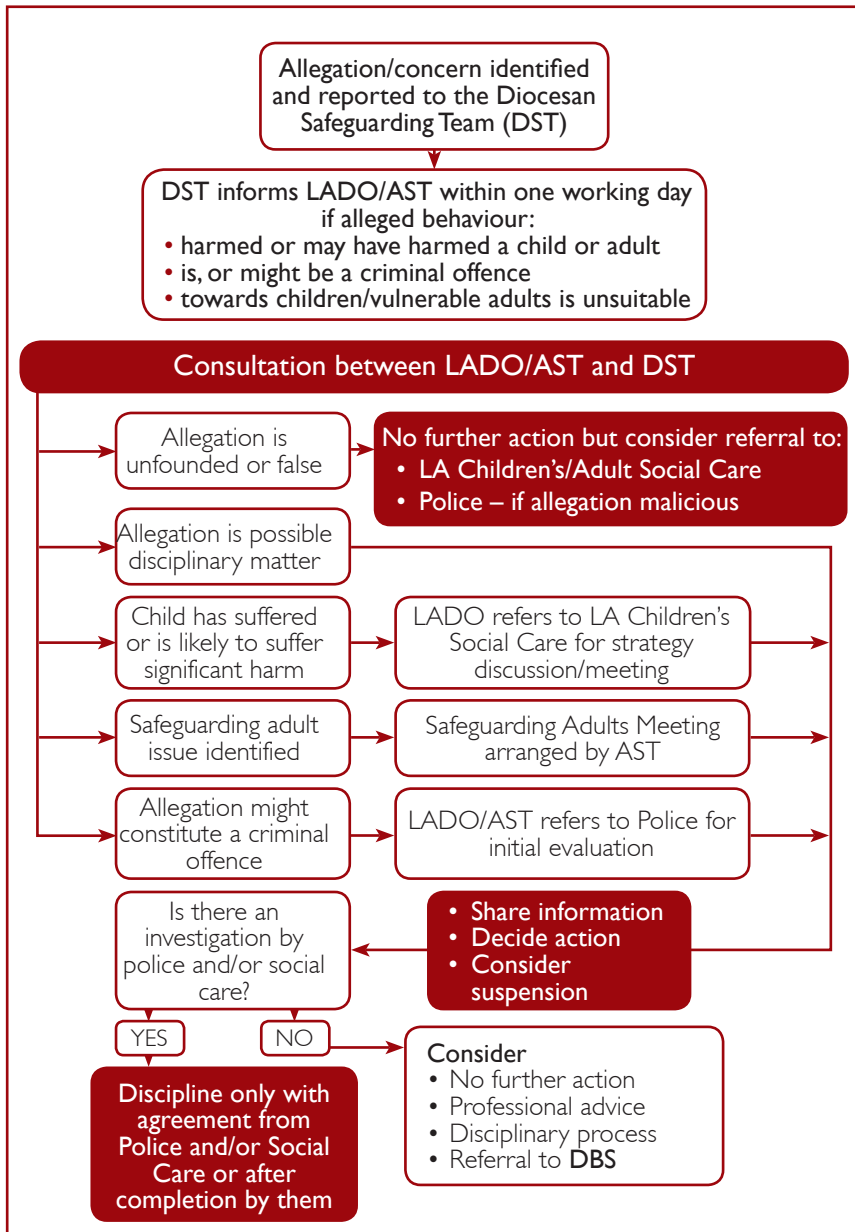 Allegation/concern identified
and reported to the Diocesan
Safeguarding Team (DST)
DST informs LADO/AST within one working day
if alleged behaviour:
• harmed or may have harmed a child or adult
• is, or might be a criminal offence
• towards children/vulnerable adults is unsuitable
Consultation between LADO/AST and DST
Allegation is
unfounded or false
No further action but consider referral to:
• LA Children's/Adult Social Care
• Police – if allegation malicious
Allegation is possible
disciplinary matter
Child has suffered
or is likely to suffer
significant harm
LADO refers to LA Children's
Social Care for strategy
discussion/meeting
Safeguarding adult
issue identified
Safeguarding Adults Meeting
arranged by AST
Allegation might
constitute a criminal
offence
LADO/AST refers to Police for
initial evaluation
Is there an
investigation by
police and/or social
care?
• Share information
• Decide action
• Consider
suspension
YES
NO
Discipline only with
agreement from
Police and/or Social
Care or after
completion by them
Consider
• No further action
• Professional advice
• Disciplinary process
• Referral to DBS